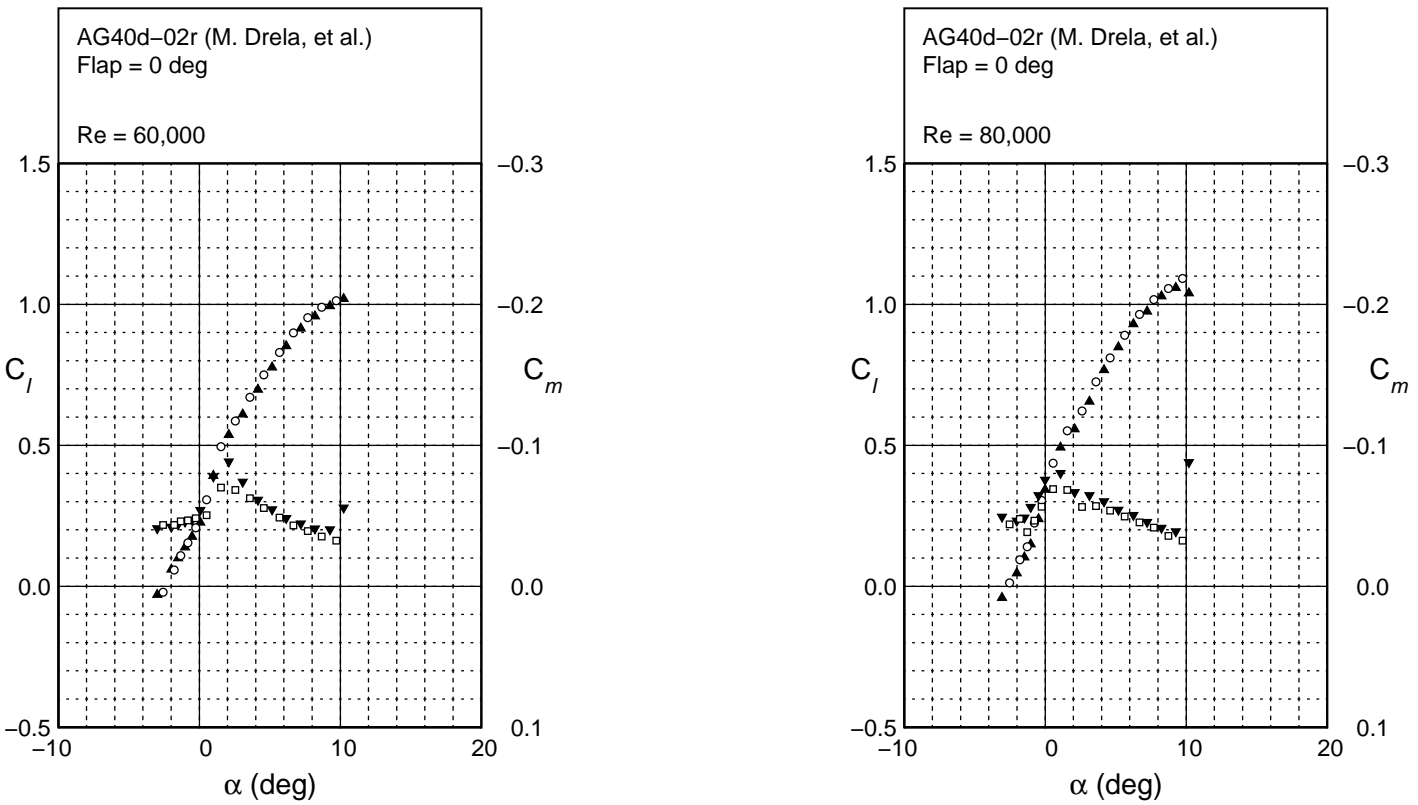 AG40d−02r (M. Drela, et al.)
Flap = 0 deg
Re = 60,000
1.5
1.0
0.5
0.0
−0.5
C_l
−0.3
−0.2
−0.1
0.0
0.1
C_m
−10
0
10
20
α (deg)
AG40d−02r (M. Drela, et al.)
Flap = 0 deg
Re = 80,000
1.5
1.0
0.5
0.0
−0.5
C_l
−0.3
−0.2
−0.1
0.0
0.1
C_m
−10
0
10
20
α (deg)